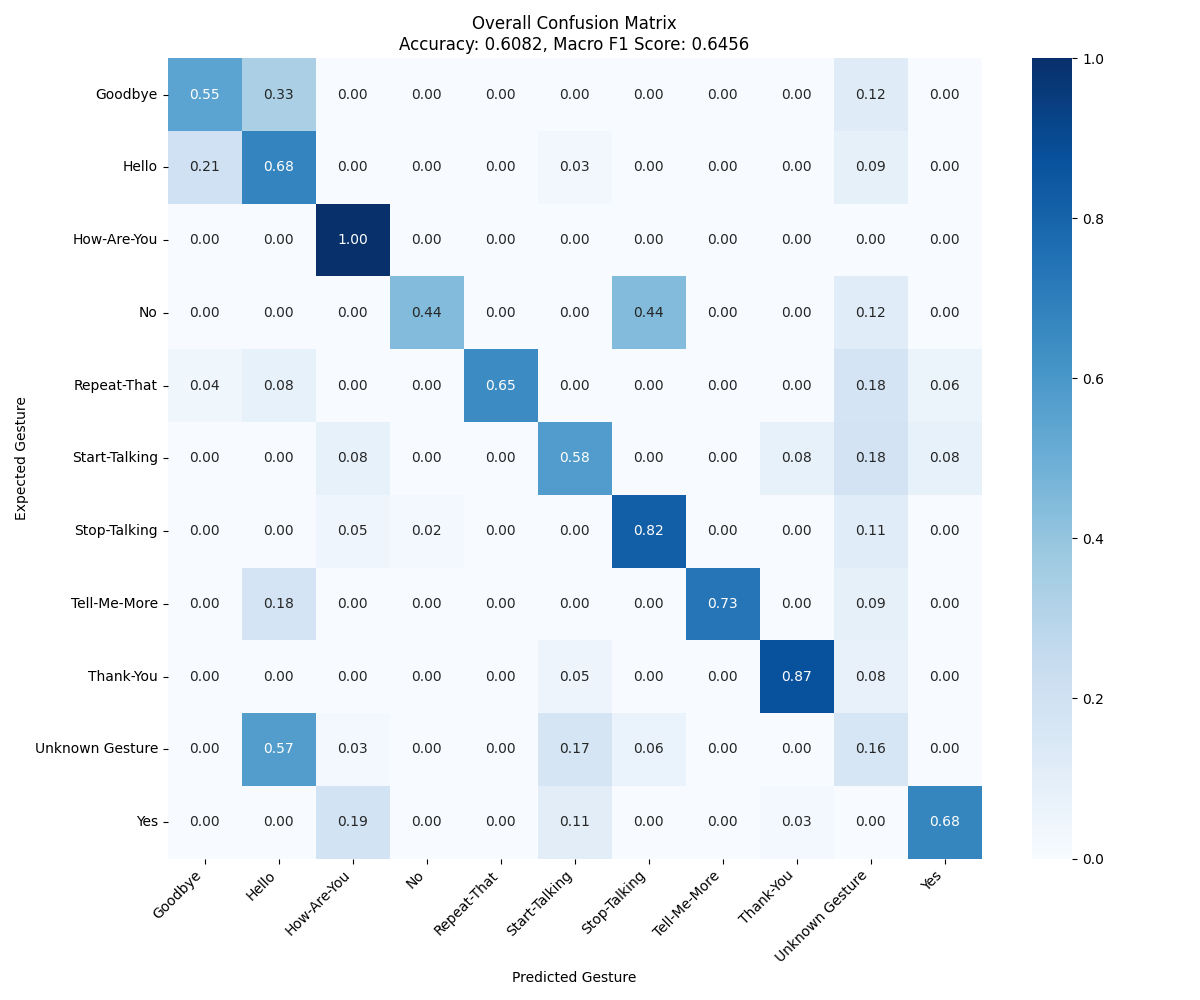 Overall Confusion Matrix
Accuracy: 0.6082, Macro F1 Score: 0.6456
Expected Gesture
Goodbye 0.55 0.33 0.00 0.00 0.00 0.00 0.00 0.00 0.00 0.12 0.00
Hello 0.21 0.68 0.00 0.00 0.00 0.03 0.00 0.00 0.00 0.09 0.00
How-Are-You 0.00 0.00 1.00 0.00 0.00 0.00 0.00 0.00 0.00 0.00 0.00
No 0.00 0.00 0.00 0.44 0.00 0.00 0.44 0.00 0.00 0.12 0.00
Repeat-That 0.04 0.08 0.00 0.00 0.65 0.00 0.00 0.00 0.00 0.18 0.06
Start-Talking 0.00 0.00 0.08 0.00 0.00 0.58 0.00 0.00 0.08 0.18 0.08
Stop-Talking 0.00 0.00 0.05 0.02 0.00 0.00 0.82 0.00 0.00 0.11 0.00
Tell-Me-More 0.00 0.18 0.00 0.00 0.00 0.00 0.00 0.73 0.00 0.09 0.00
Thank-You 0.00 0.00 0.00 0.00 0.00 0.05 0.00 0.00 0.87 0.08 0.00
Unknown Gesture 0.00 0.57 0.03 0.00 0.00 0.17 0.06 0.00 0.00 0.16 0.00
Yes 0.00 0.00 0.19 0.00 0.00 0.11 0.00 0.00 0.03 0.00 0.68
Goodbye Hello How-Are-You No Repeat-That Start-Talking Stop-Talking Tell-Me-More Thank-You Unknown Gesture Yes
Predicted Gesture
1.0
0.8
0.6
0.4
0.2
0.0